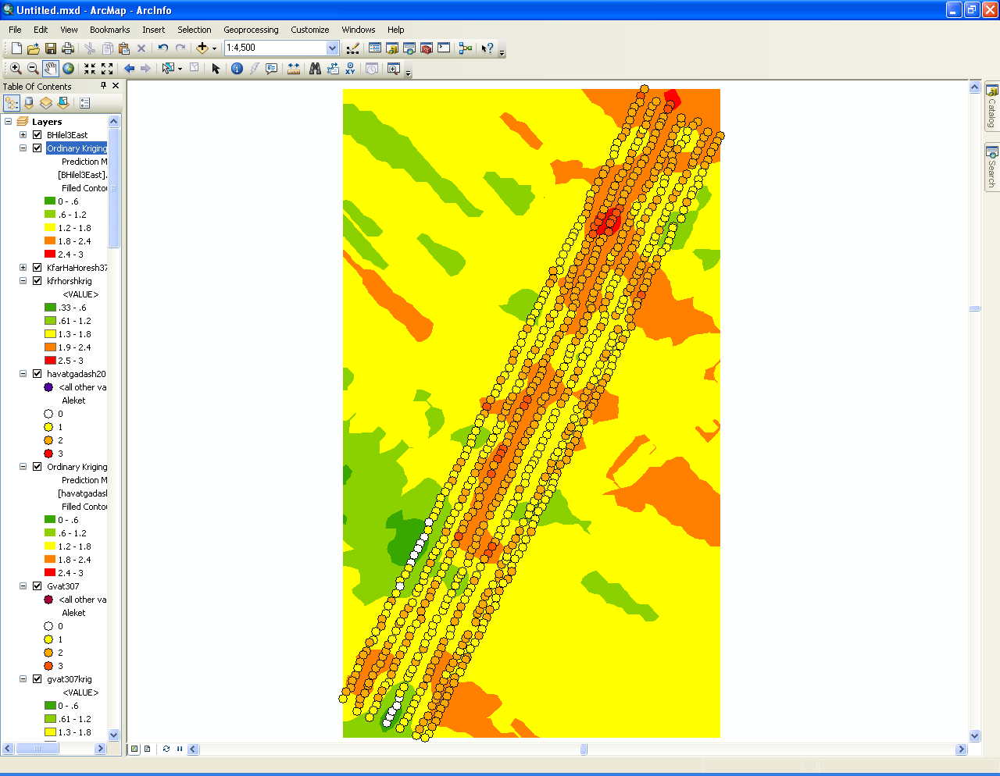 Untitled.mxd - ArcMap - ArcInfo
File Edit View Bookmarks Insert Selection Geoprocessing Customize Windows Help
1:4,500
Table Of Contents
Layers
BHilel3East
Ordinary Kriging
Prediction M
[BHilel3East].
Filled Contou
0 - .6
.6 - 1.2
1.2 - 1.8
1.8 - 2.4
2.4 - 3
KfarHaHoresh37
kfrhorshkrig
<VALUE>
.33 - .6
.61 - 1.2
1.3 - 1.8
1.9 - 2.4
2.5 - 3
havatgadash20
<all other va
Aleket
0
1
2
3
Ordinary Kriging
Prediction M
[havatgadash
Filled Contou
0 - .6
.6 - 1.2
1.2 - 1.8
1.8 - 2.4
2.4 - 3
Gvat307
<all other va
Aleket
0
1
2
3
gvat307krig
<VALUE>
0 - .6
.61 - 1.2
1.3 - 1.8
Catalog
Search